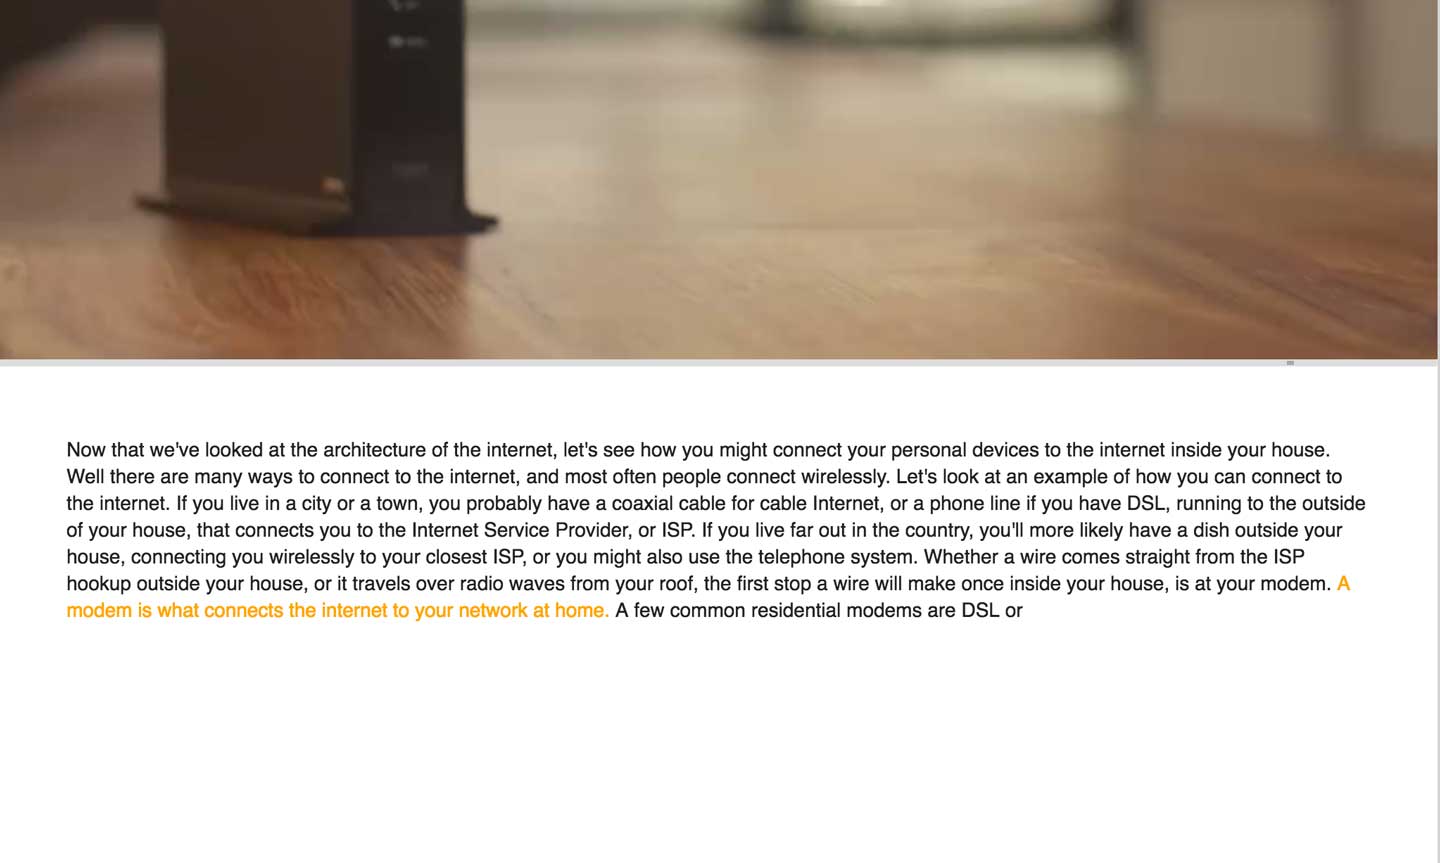 Now that we've looked at the architecture of the internet, let's see how you might connect your personal devices to the internet inside your house.
Well there are many ways to connect to the internet, and most often people connect wirelessly. Let's look at an example of how you can connect to
the internet. If you live in a city or a town, you probably have a coaxial cable for cable Internet, or a phone line if you have DSL, running to the outside
of your house, that connects you to the Internet Service Provider, or ISP. If you live far out in the country, you'll more likely have a dish outside your
house, connecting you wirelessly to your closest ISP, or you might also use the telephone system. Whether a wire comes straight from the ISP
hookup outside your house, or it travels over radio waves from your roof, the first stop a wire will make once inside your house, is at your modem. A
modem is what connects the internet to your network at home. A few common residential modems are DSL or